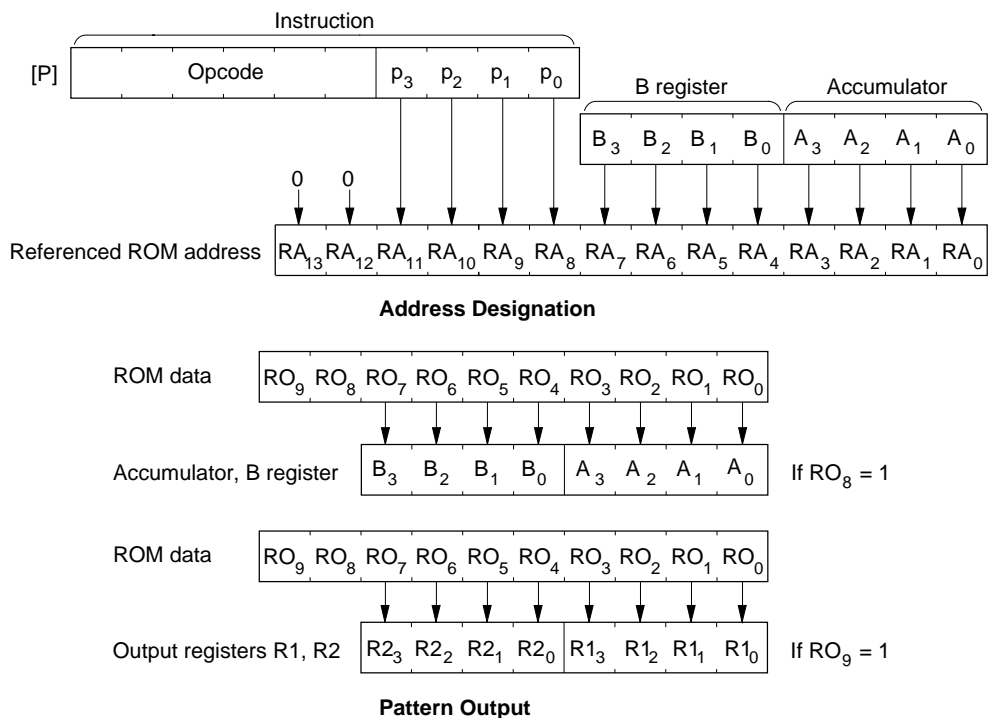 Instruction
[P] Opcode p3 p2 p1 p0
B register Accumulator
B3 B2 B1 B0 A3 A2 A1 A0
0 0
Referenced ROM address RA13 RA12 RA11 RA10 RA9 RA8 RA7 RA6 RA5 RA4 RA3 RA2 RA1 RA0
Address Designation
ROM data RO9 RO8 RO7 RO6 RO5 RO4 RO3 RO2 RO1 RO0
Accumulator, B register B3 B2 B1 B0 A3 A2 A1 A0 If RO8 = 1
ROM data RO9 RO8 RO7 RO6 RO5 RO4 RO3 RO2 RO1 RO0
Output registers R1, R2 R23 R22 R21 R20 R13 R12 R11 R10 If RO9 = 1
Pattern Output